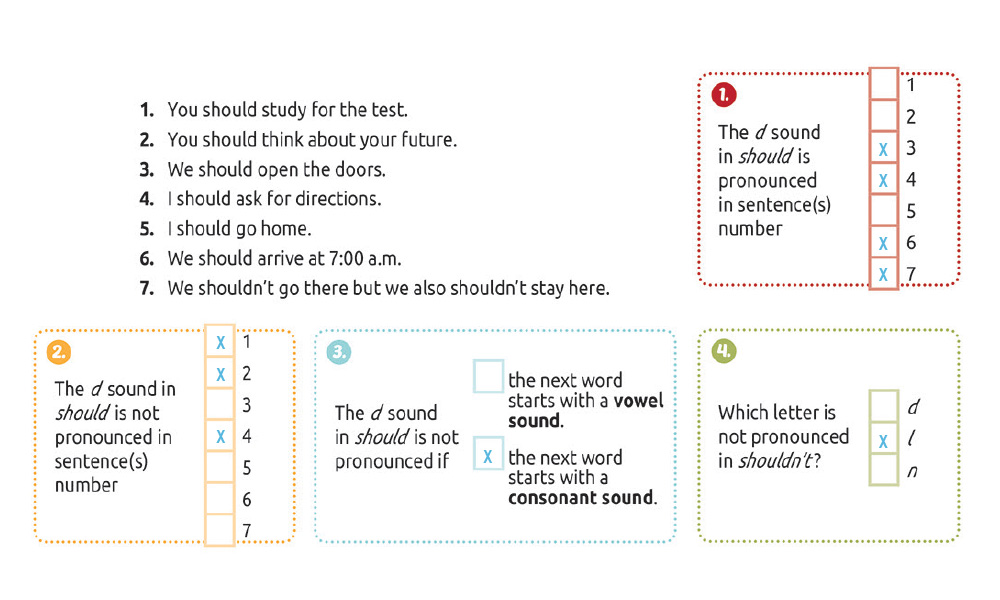 1. You should study for the test.
2. You should think about your future.
3. We should open the doors.
4. I should ask for directions.
5. I should go home.
6. We should arrive at 7:00 a.m.
7. We shouldn't go there but we also shouldn't stay here.
1.
The d sound
in should is
pronounced
in sentence(s)
number
1
2
X 3
X 4
5
X 6
X 7
2.
The d sound in
should is not
pronounced in
sentence(s)
number
X 1
X 2
3
X 4
5
6
7
3.
The d sound
in should is not
pronounced if
the next word
starts with a vowel
sound.
X the next word
starts with a
consonant sound.
4.
Which letter is
not pronounced
in shouldn't?
d
X l
n